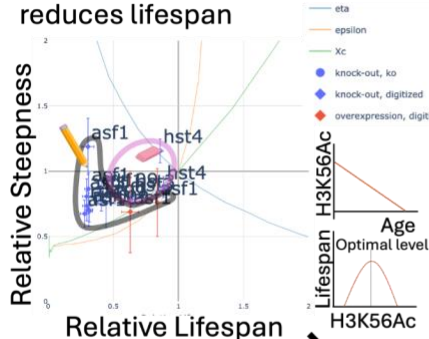 reduces lifespan
eta
epsilon
Xc
knock-out, ko
knock-out, digitized
overexpression, digit
Relative Steepness
2
1.5
1
0.5
0
0.5
1
1.5
2
asf1
hst4
hst4
asf1
Relative Lifespan
H3K56Ac
Age
Optimal level
Lifespan
H3K56Ac